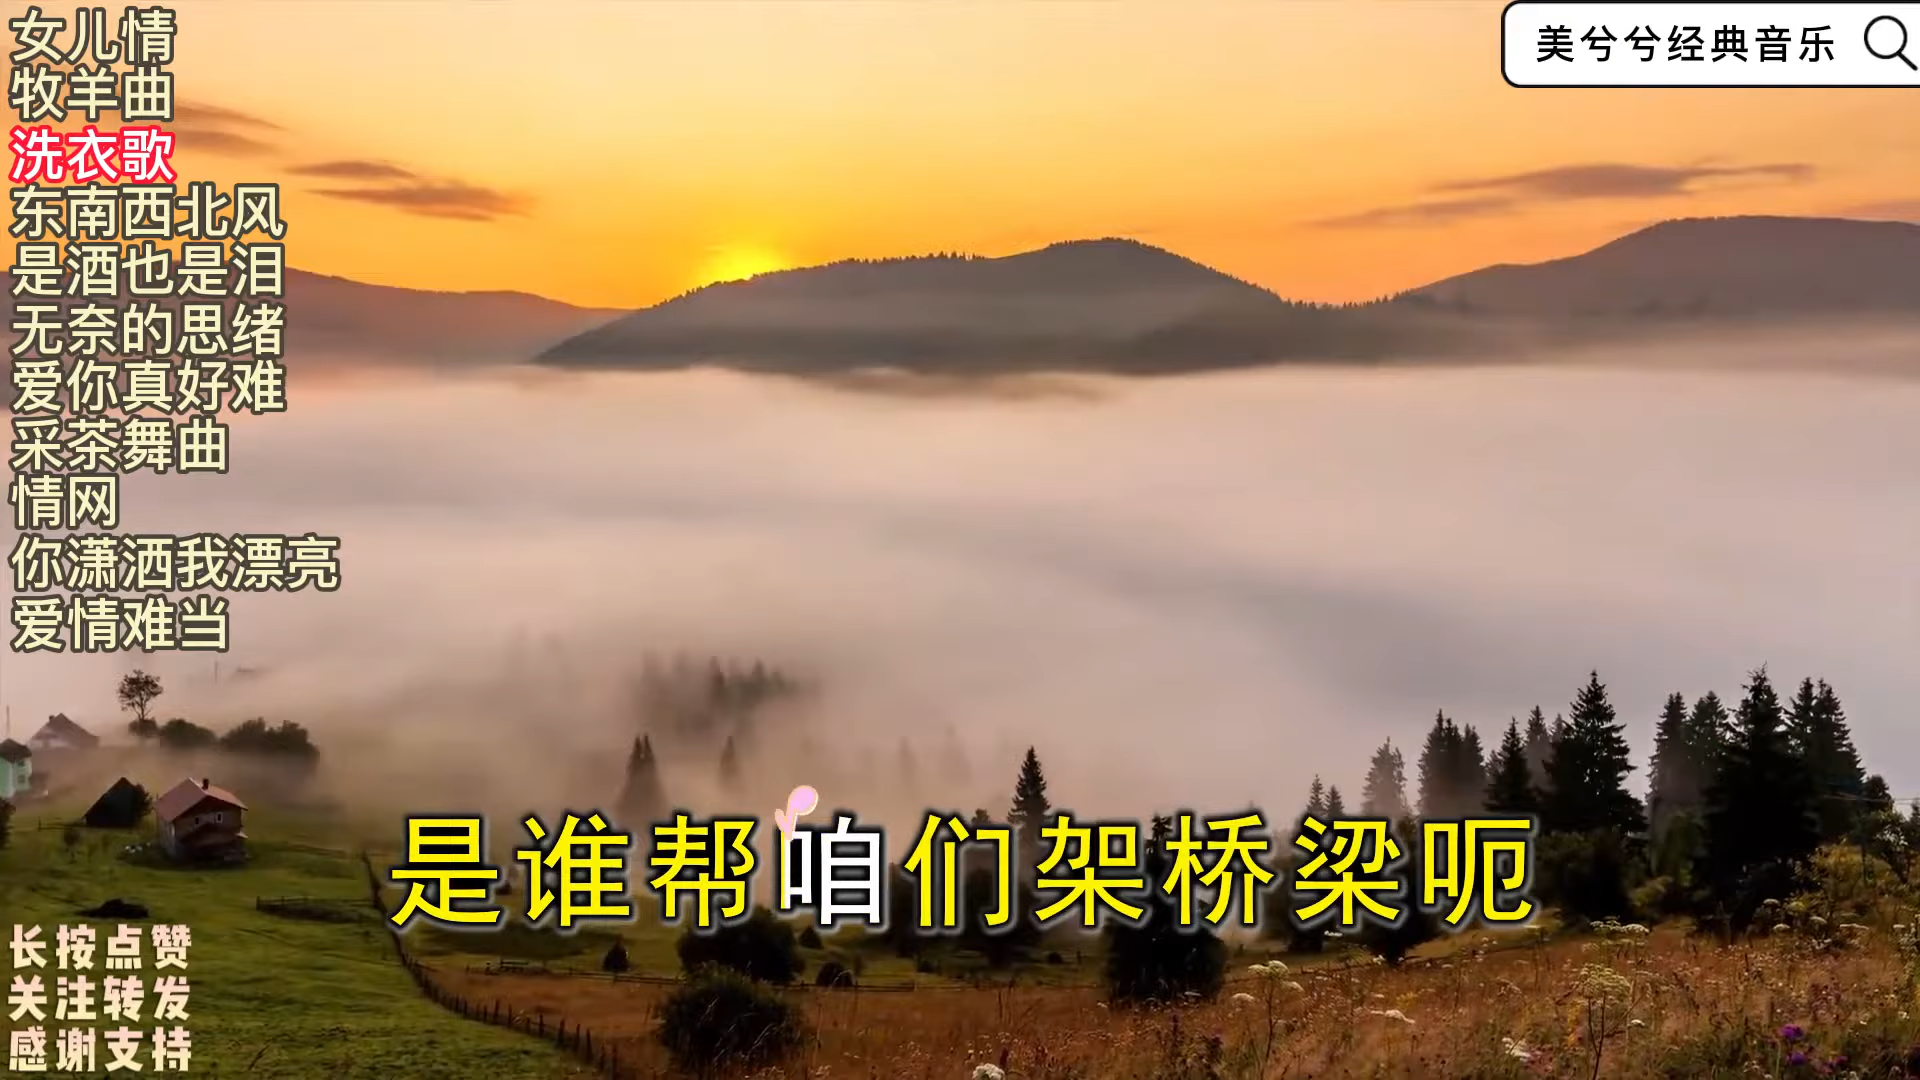 女儿情
牧羊曲
洗衣歌
东南西北风
是酒也是泪
无奈的思绪
爱你真好难
采茶舞曲
情网
你潇洒我漂亮
爱情难当
美兮兮经典音乐
是谁帮咱们架桥梁呃
长按点赞
关注转发
感谢支持